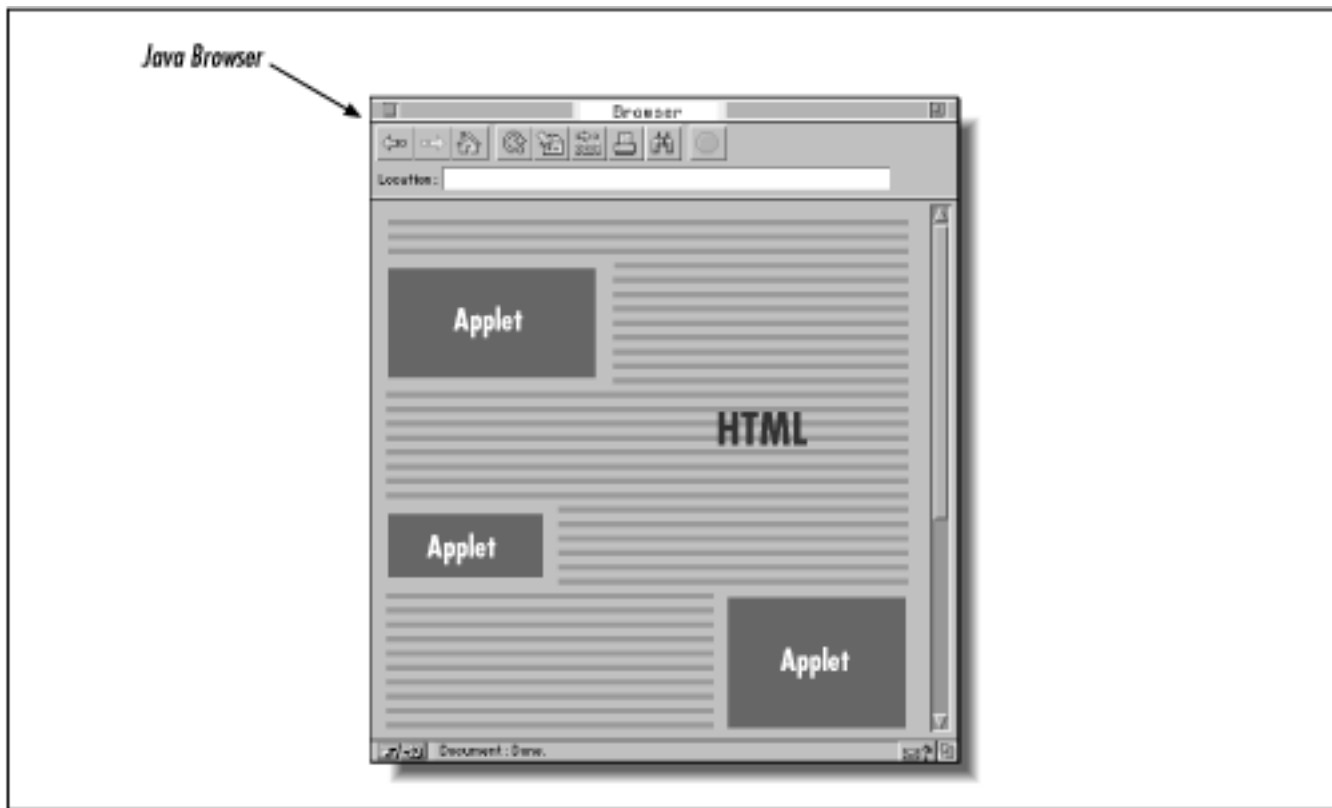 Java Browser
Browser
Location:
Applet
HTML
Applet
Applet
Document: Done.